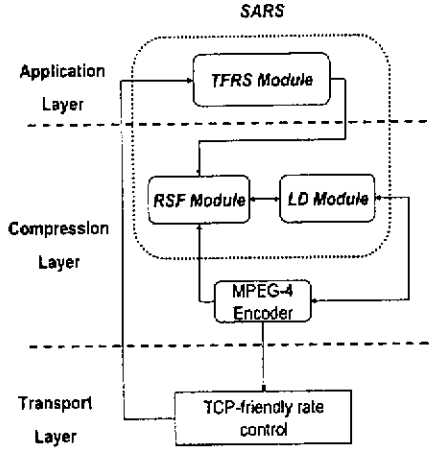 SARS
Application
Layer
TFRS Module
Compression
Layer
RSF Module
LD Module
MPEG-4
Encoder
Transport
Layer
TCP-friendly rate
control